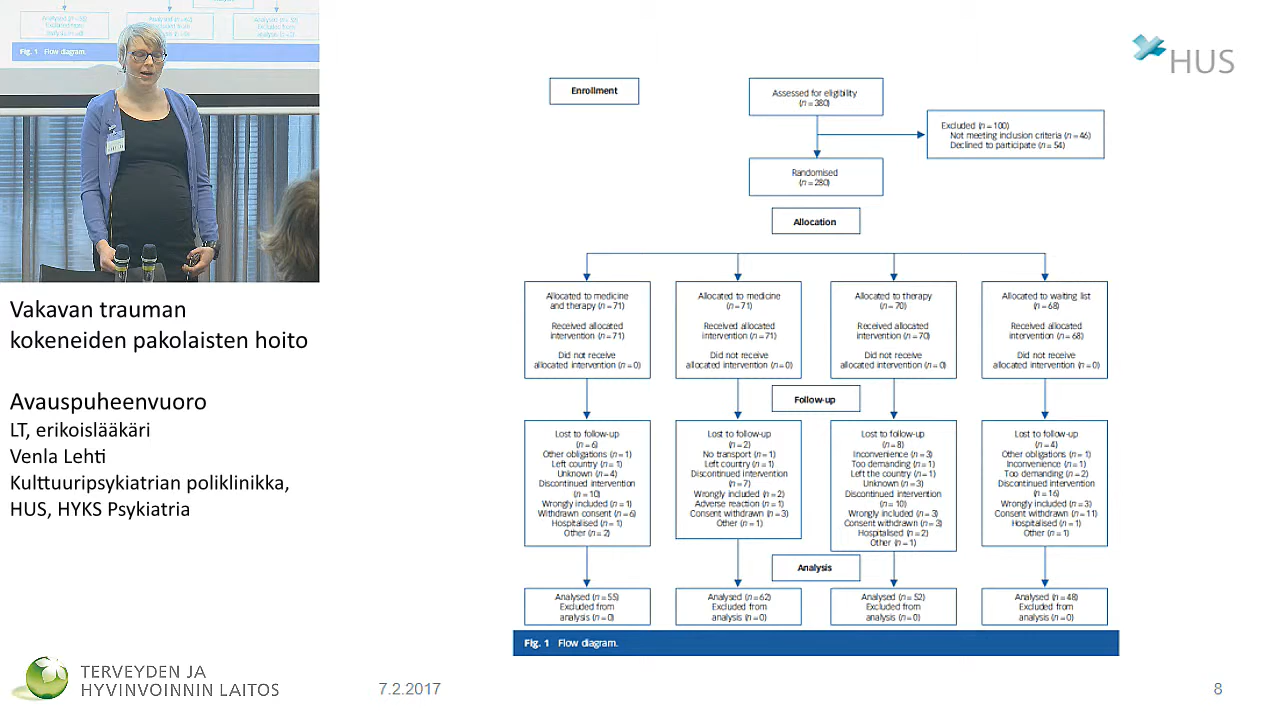 Fig. 1 Flow diagram.
Vakavan trauman
kokeneiden pakolaisten hoito
Avauspuheenvuoro
LT, erikoislääkäri
Venla Lehti
Kulttuuripsykiatrian poliklinikka,
HUS, HYKS Psykiatria
TERVEYDEN JA
HYVINVOINNIN LAITOS
HUS
Enrollment
Assessed for eligibility
(n = 380)
Excluded (n = 100)
Not meeting inclusion criteria (n = 46)
Declined to participate (n = 54)
Randomised
(n = 280)
Allocation
Allocated to medicine
and therapy (n = 71)
Received allocated
intervention (n = 71)
Did not receive
allocated intervention (n = 0)
Allocated to medicine
(n = 71)
Received allocated
intervention (n = 71)
Did not receive
allocated intervention (n = 0)
Allocated to therapy
(n = 70)
Received allocated
intervention (n = 70)
Did not receive
allocated intervention (n = 0)
Allocated to waiting list
(n = 68)
Received allocated
intervention (n = 68)
Did not receive
allocated intervention (n = 0)
Follow-up
Lost to follow-up
(n = 6)
Other obligations (n = 1)
Left country (n = 1)
Unknown (n = 4)
Discontinued intervention
(n = 10)
Wrongly included (n = 1)
Withdrawn consent (n = 6)
Hospitalised (n = 1)
Other (n = 2)
Lost to follow-up
(n = 2)
No transport (n = 1)
Left country (n = 1)
Discontinued intervention
(n = 7)
Wrongly included (n = 2)
Adverse reaction (n = 1)
Consent withdrawn (n = 3)
Other (n = 1)
Lost to follow-up
(n = 8)
Inconvenience (n = 3)
Too demanding (n = 1)
Left the country (n = 1)
Unknown (n = 3)
Discontinued intervention
(n = 10)
Wrongly included (n = 3)
Consent withdrawn (n = 3)
Hospitalised (n = 2)
Other (n = 1)
Lost to follow-up
(n = 4)
Other obligations (n = 1)
Inconvenience (n = 1)
Too demanding (n = 2)
Discontinued intervention
(n = 16)
Wrongly included (n = 3)
Consent withdrawn (n = 11)
Hospitalised (n = 1)
Other (n = 1)
Analysis
Analysed (n = 55)
Excluded from
analysis (n = 0)
Analysed (n = 62)
Excluded from
analysis (n = 0)
Analysed (n = 52)
Excluded from
analysis (n = 0)
Analysed (n = 48)
Excluded from
analysis (n = 0)
Fig. 1 Flow diagram.
7.2.2017
8